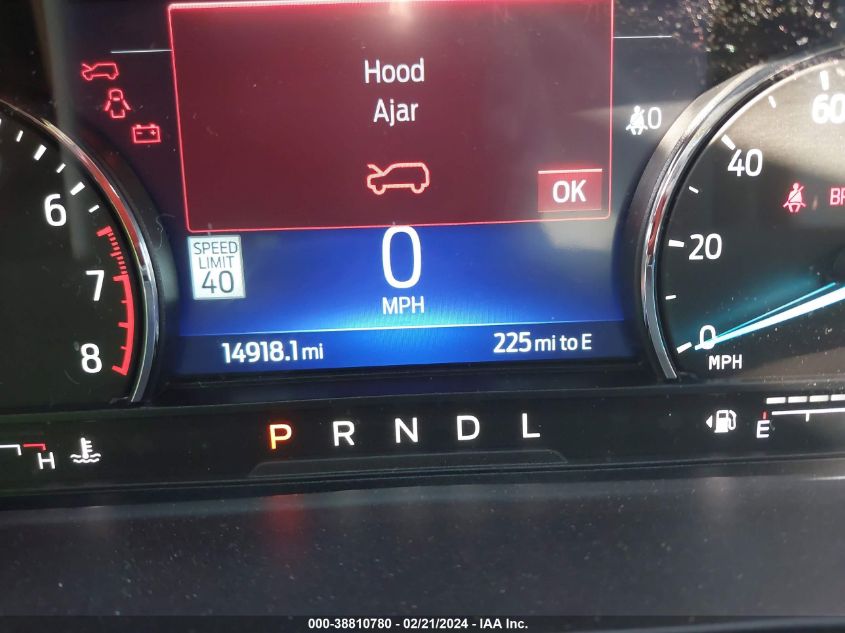 Hood
Ajar
OK
0
60
40
20
0
MPH
6
7
8
SPEED
LIMIT
40
0
MPH
14918.1 mi
225 mi to E
H
P R N D L
E
000-38810780 - 02/21/2024 - IAA Inc.